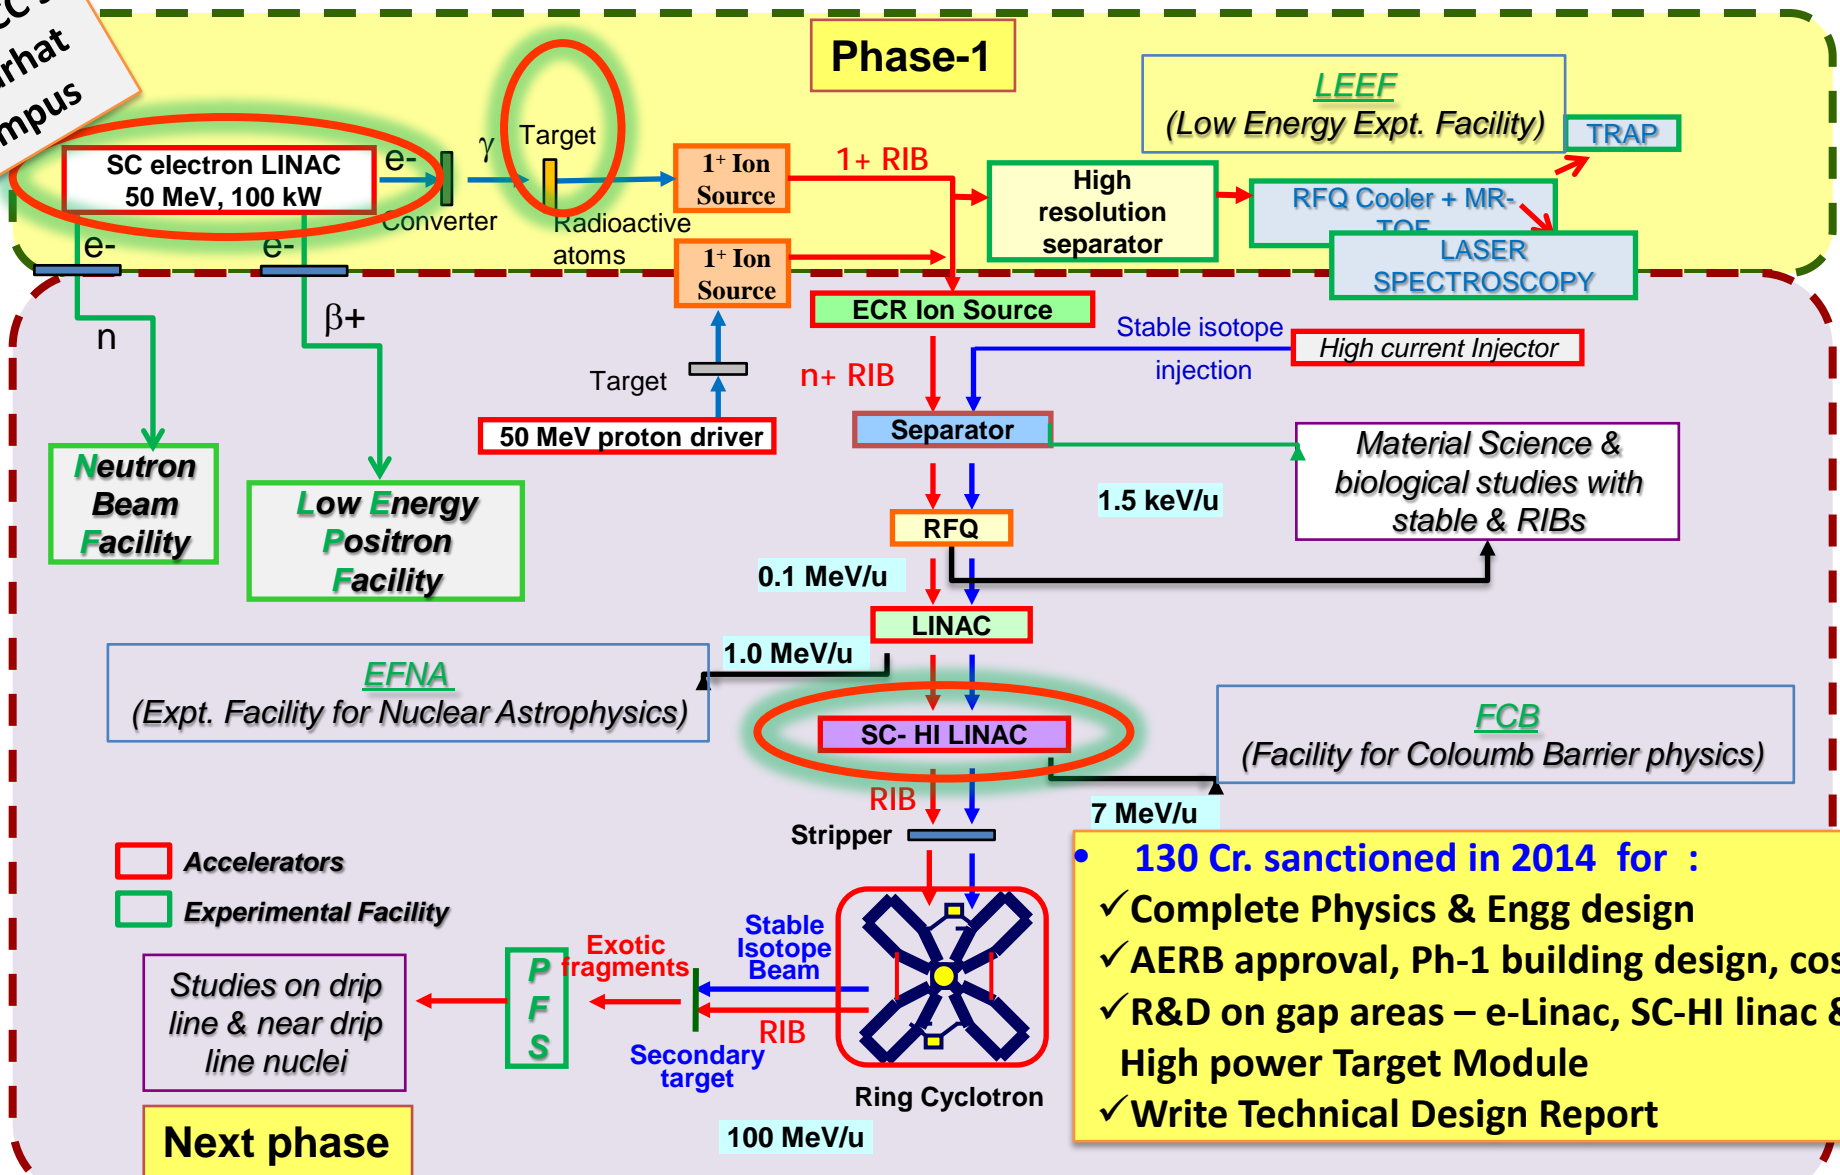 Phase-1
LEEF
(Low Energy Expt. Facility)
TRAP
SC electron LINAC
50 MeV, 100 kW
e-
Converter
γ
Target
Radioactive
atoms
1+ Ion
Source
1+ RIB
High
resolution
separator
RFQ Cooler + MR-
LASER
SPECTROSCOPY
e-
e-
1+ Ion
Source
n
β+
ECR Ion Source
Stable isotope
injection
High current Injector
Target
n+ RIB
50 MeV proton driver
Separator
Material Science &
biological studies with
stable & RIBs
1.5 keV/u
Neutron
Beam
Facility
Low Energy
Positron
Facility
RFQ
0.1 MeV/u
LINAC
1.0 MeV/u
EFNA
(Expt. Facility for Nuclear Astrophysics)
SC- HI LINAC
FCB
(Facility for Coloumb Barrier physics)
RIB
7 MeV/u
Stripper
Accelerators
Experimental Facility
• 130 Cr. sanctioned in 2014 for :
✓Complete Physics & Engg design
✓AERB approval, Ph-1 building design,
✓R&D on gap areas – e-Linac, SC-HI linac &
High power Target Module
✓Write Technical Design Report
Stable
Isotope
Beam
Exotic
fragments
RIB
P
F
S
Secondary
target
Studies on drip
line & near drip
line nuclei
Ring Cyclotron
100 MeV/u
Next phase